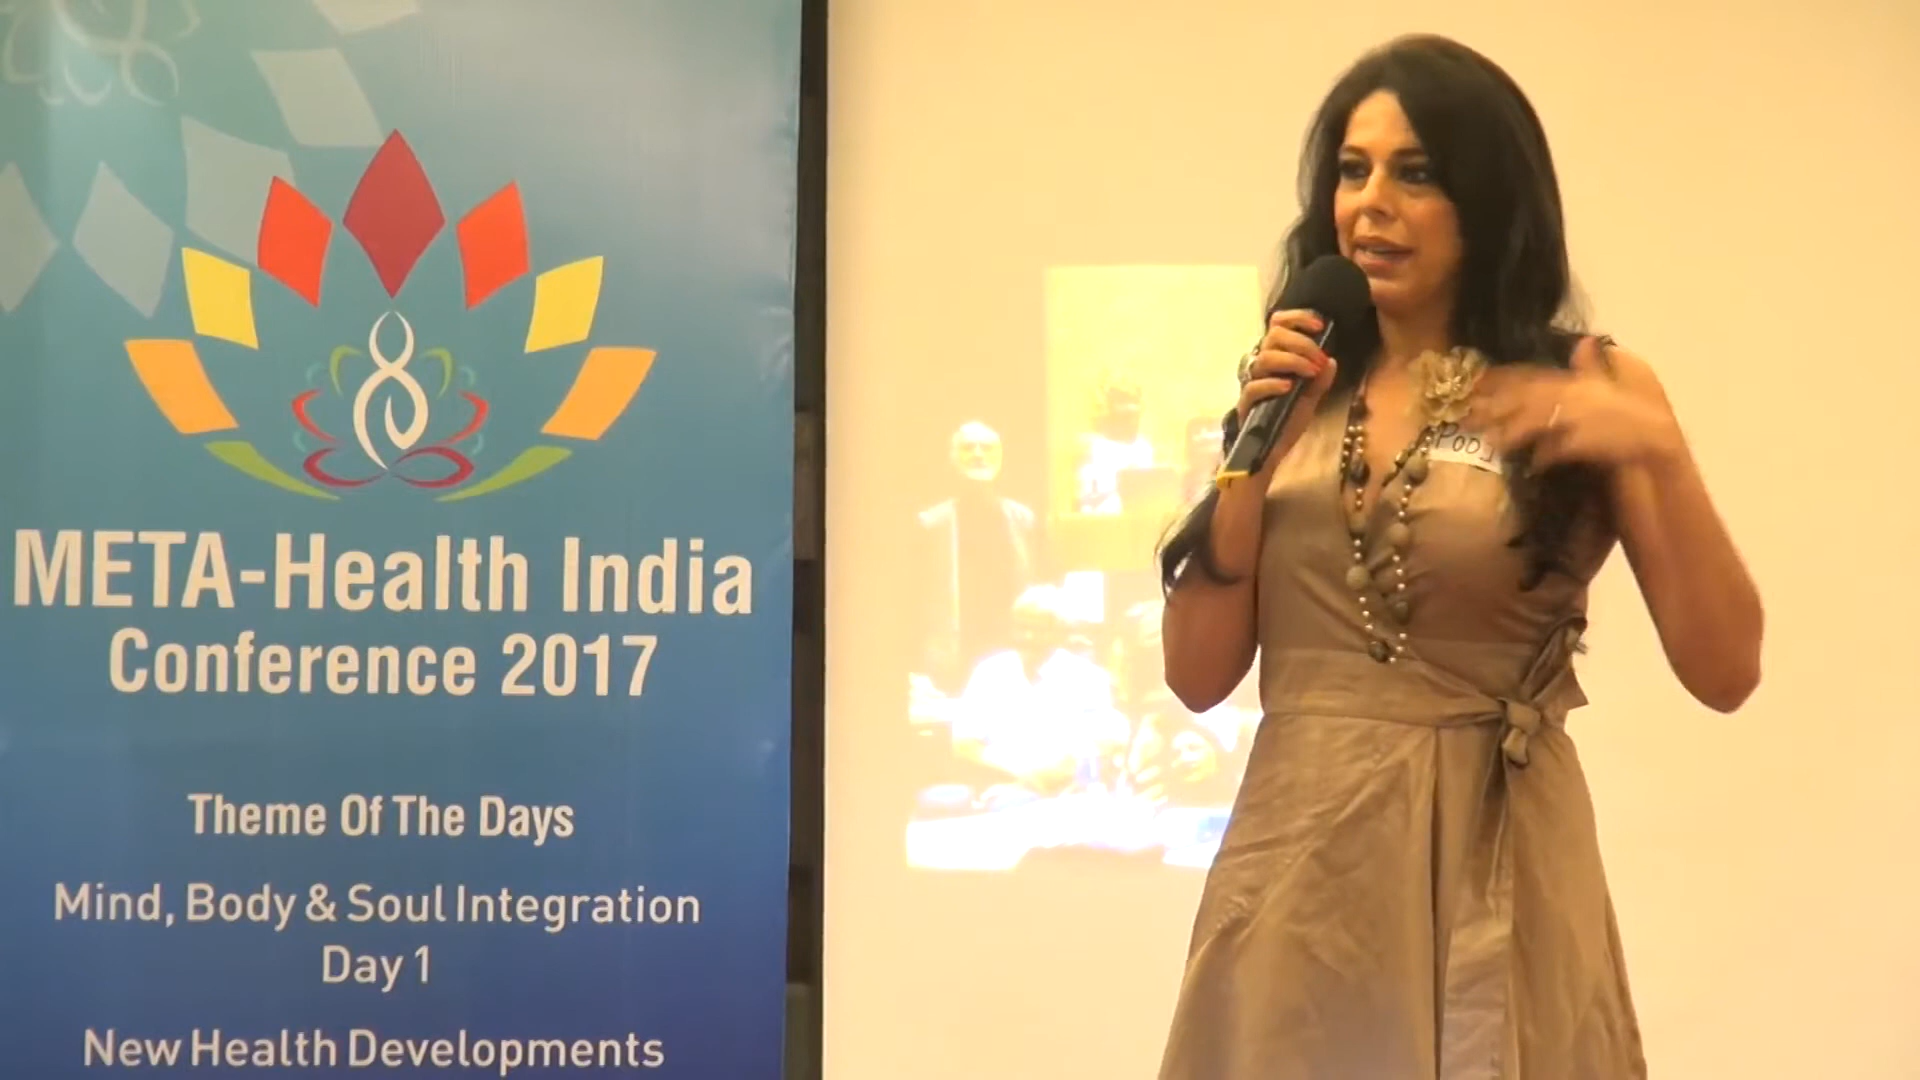 META-Health India
Conference 2017
Theme Of The Days
Mind, Body & Soul Integration
Day 1
New Health Developments